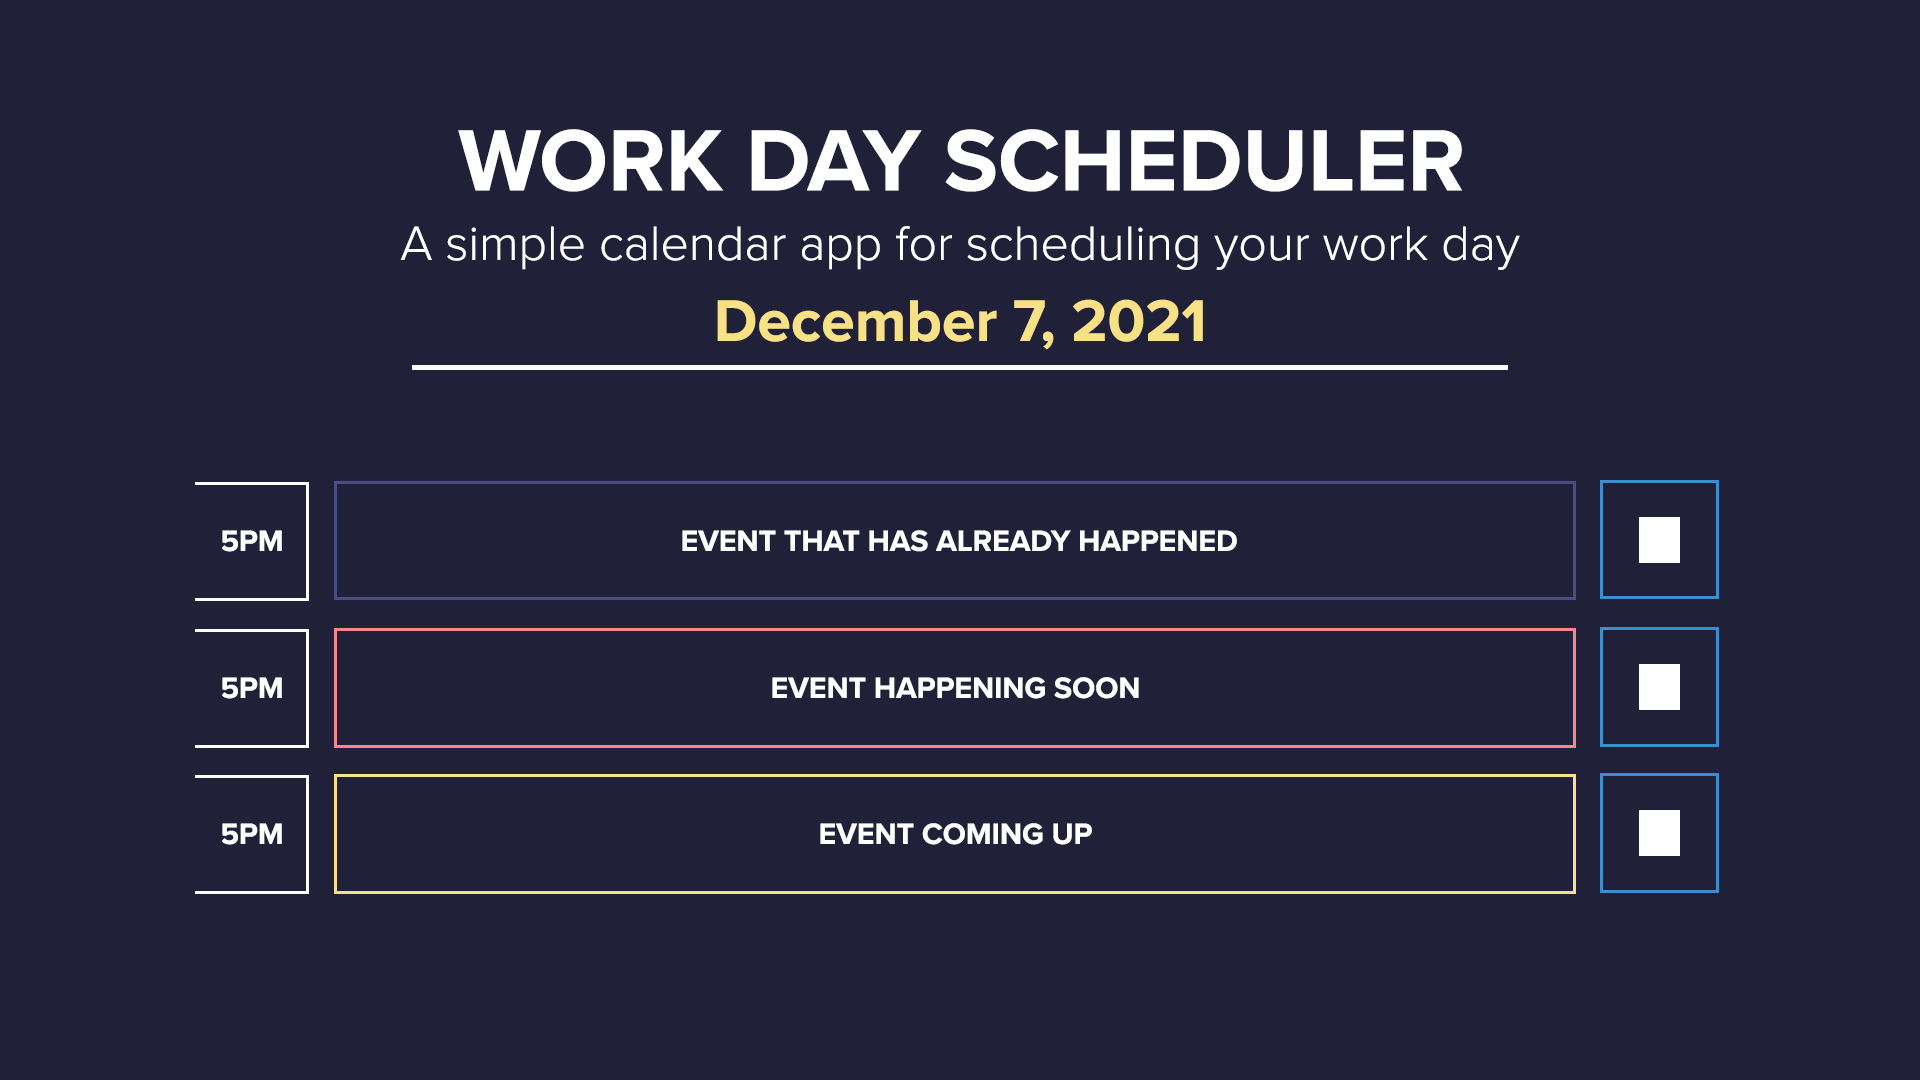 WORK DAY SCHEDULER
A simple calendar app for scheduling your work day
December 7, 2021
5PM EVENT THAT HAS ALREADY HAPPENED
5PM EVENT HAPPENING SOON
5PM EVENT COMING UP